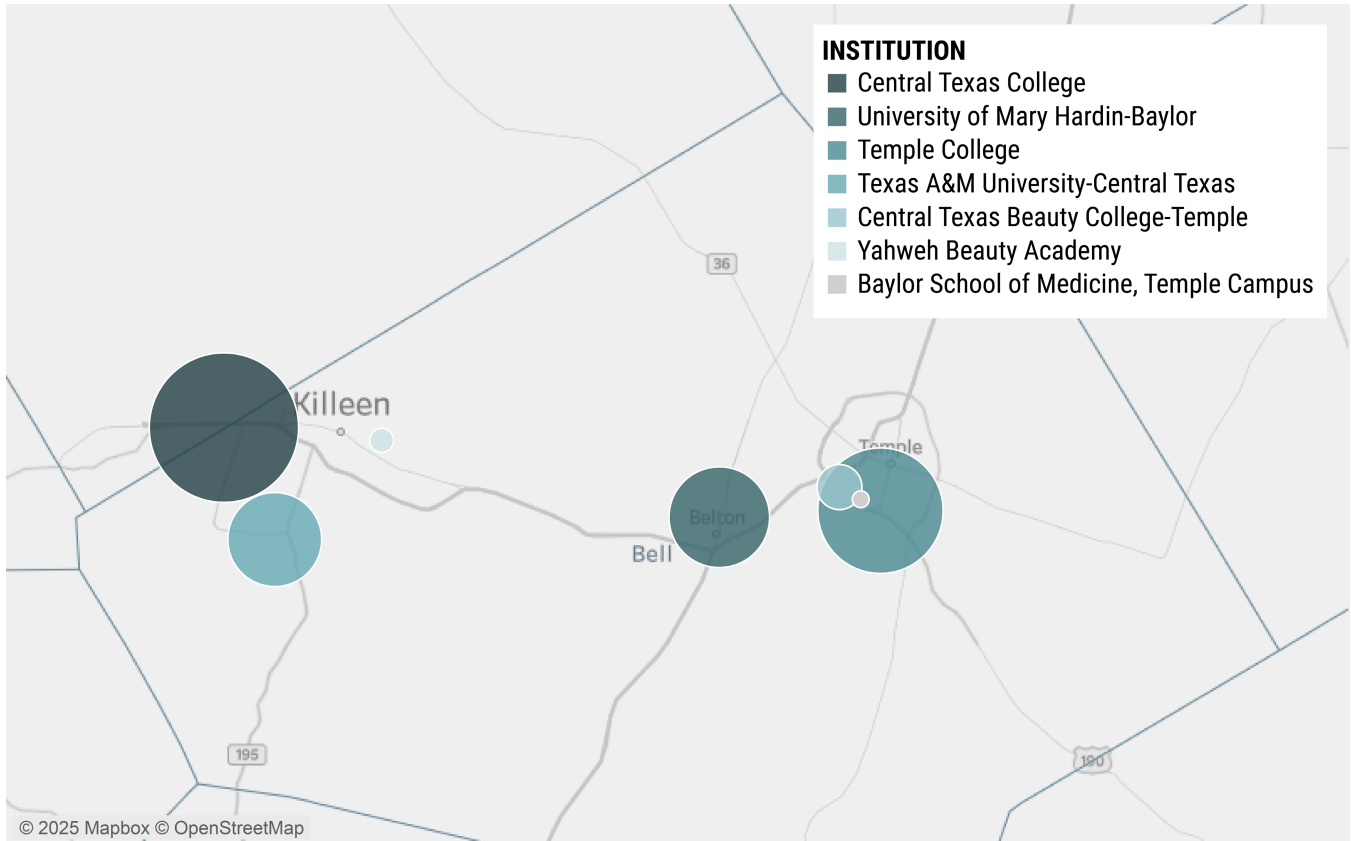 INSTITUTION
Central Texas College
University of Mary Hardin-Baylor
Temple College
Texas A&M University-Central Texas
Central Texas Beauty College-Temple
Yahweh Beauty Academy
Baylor School of Medicine, Temple Campus
36
Killeen
Temple
Belton
Bell
195
190
© 2025 Mapbox © OpenStreetMap